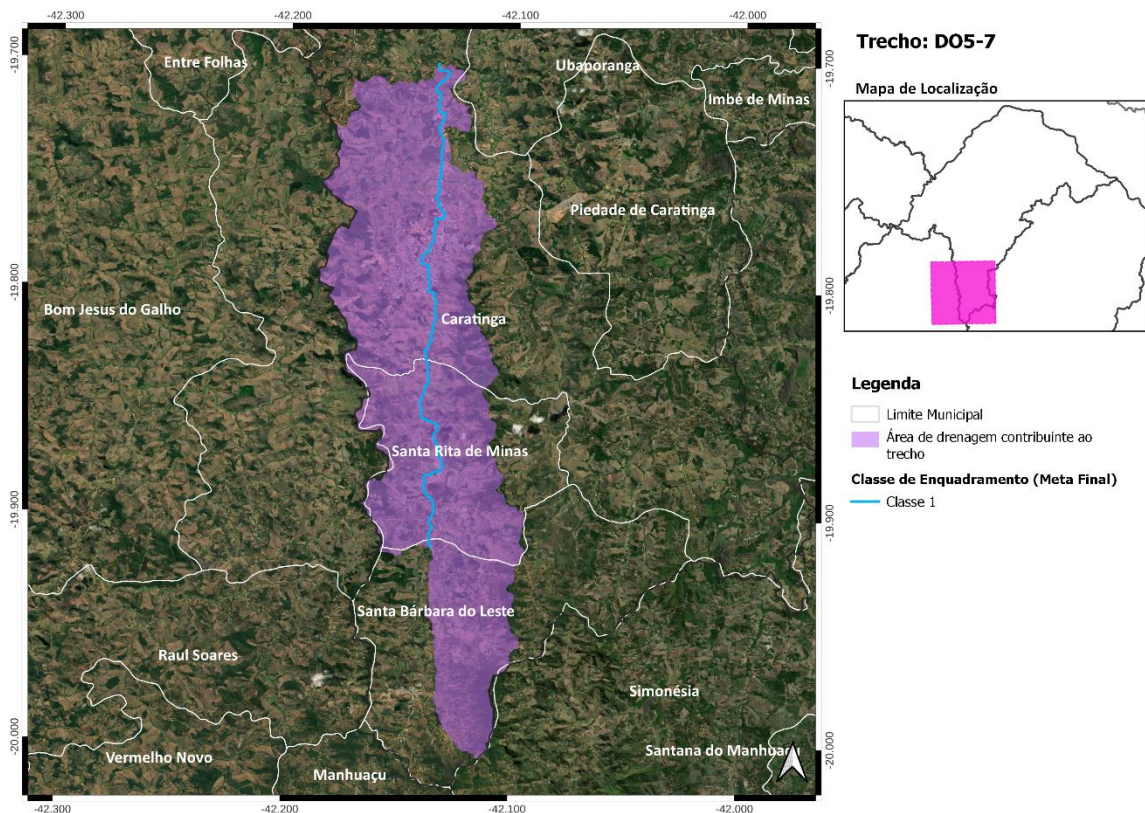 -42.300
-42.200
-42.100
-42.000
-19.700
-19.800
-19.900
-20.000
Entre Folhas
Ubaporanga
Imbé de Minas
Piedade de Caratinga
Bom Jesus do Galho
Caratinga
Santa Rita de Minas
Santa Bárbara do Leste
Raul Soares
Simonésia
Vermelho Novo
Manhuaçu
Santana do Manhuaçu
-19.700
-19.800
-19.900
-20.000
-42.300
-42.200
-42.100
-42.000
Trecho: DO5-7
Mapa de Localização
Legenda
Limite Municipal
Área de drenagem contribuinte ao
trecho
Classe de Enquadramento (Meta Final)
Classe 1